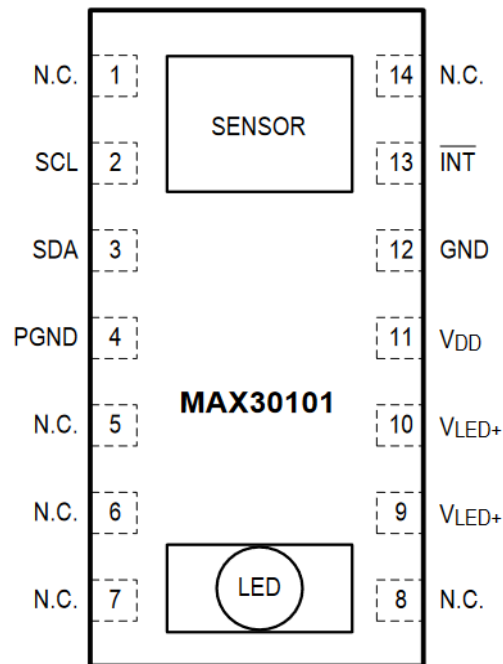 N.C. 1 14 N.C.
SENSOR
SCL 2 13 INT
SDA 3 12 GND
PGND 4 11 VDD
MAX30101
N.C. 5 10 VLED+
N.C. 6 9 VLED+
LED
N.C. 7 8 N.C.